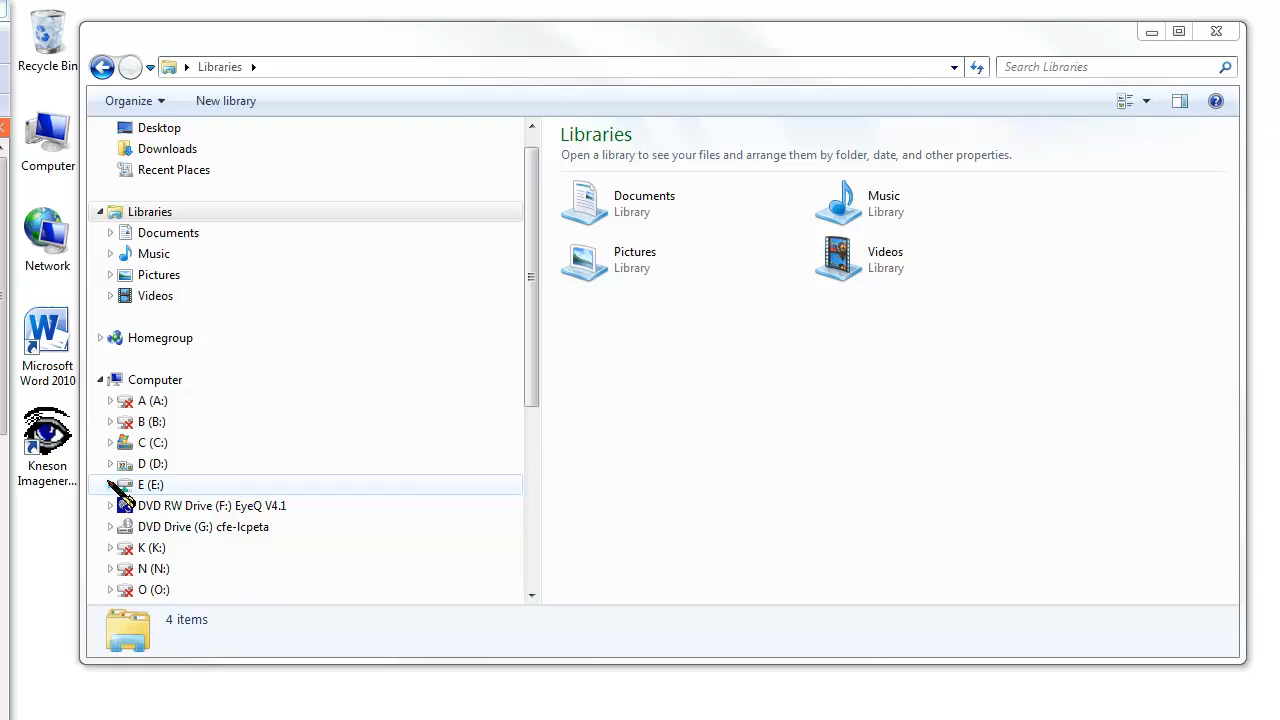 Recycle Bin
Computer
Network
Microsoft
Word 2010
Kneson
Imagener...
Libraries
Search Libraries
Organize
New library
Desktop
Downloads
Recent Places
Libraries
Documents
Music
Pictures
Videos
Homegroup
Computer
A (A:)
B (B:)
C (C:)
D (D:)
E (E:)
DVD RW Drive (F:) EyeQ V4.1
DVD Drive (G:) cfe-lcpeta
K (K:)
N (N:)
O (O:)
Libraries
Open a library to see your files and arrange them by folder, date, and other properties.
Documents
Library
Music
Library
Pictures
Library
Videos
Library
4 items